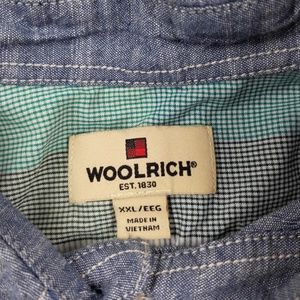 WOOLRICH®
EST. 1830
XXL/EEG
MADE IN
VIETNAM